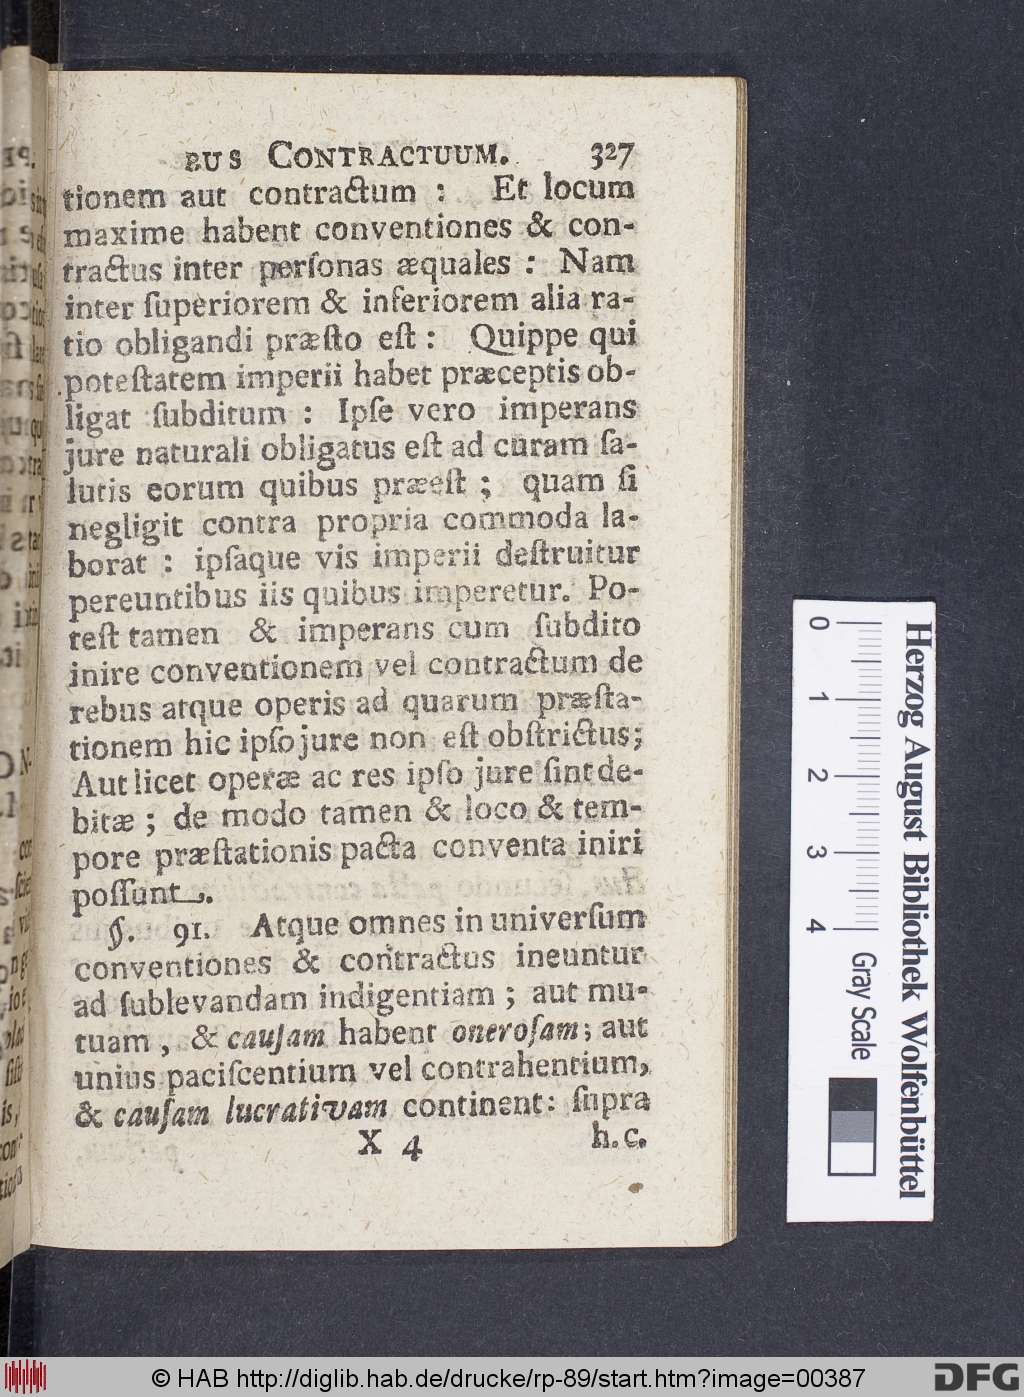 BUS CONTRACTUUM. 327
tionem aut contractum : Et locum
maxime habent conventiones & con-
tractus inter perſonas æquales : Nam
inter ſuperiorem & inferiorem alia ra-
tio obligandi præſto eſt : Quippe qui
poteſtatem imperii habet præceptis ob-
ligat ſubditum : Ipſe vero imperans
jure naturali obligatus eſt ad curam ſa-
lutis eorum quibus præeſt ; quam ſi
negligit contra propria commoda la-
borat : ipſaque vis imperii deſtruitur
pereuntibus iis quibus imperetur. Po-
teſt tamen & imperans cum ſubdito
inire conventionem vel contractum de
rebus atque operis ad quarum præſta-
tionem hic ipſo jure non eſt obſtrictus;
Aut licet operæ ac res ipſo jure ſint de-
bitæ ; de modo tamen & loco & tem-
pore præſtationis pacta conventa iniri
poſſunt.
§. 91. Atque omnes in univerſum
conventiones & contractus ineuntur
ad ſublevandam indigentiam ; aut mu-
tuam , & cauſam habent oneroſam; aut
unius paciſcentium vel contrahentium,
& cauſam lucrativam continent: ſupra
X 4 h. c.
0 1 2 3 4
Herzog August Bibliothek Wolfenbüttel
Gray Scale
© HAB http://diglib.hab.de/drucke/rp-89/start.htm?image=00387
DFG